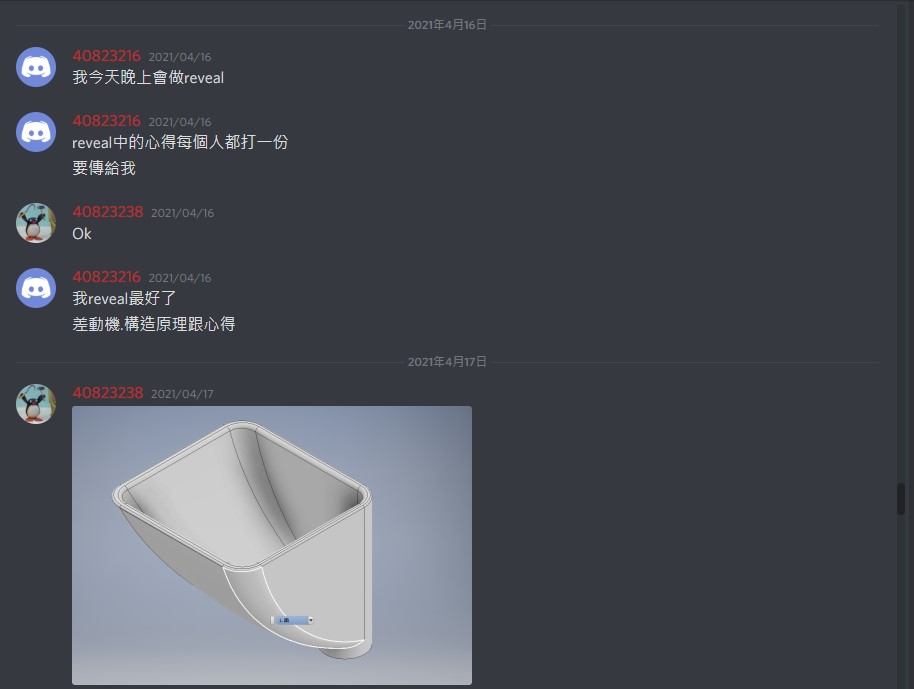 2021年4月16日
40823216 2021/04/16
我今天晚上會做reveal
40823216 2021/04/16
reveal中的心得每個人都打一份
要傳給我
40823238 2021/04/16
Ok
40823216 2021/04/16
我reveal最好了
差動機.構造原理跟心得
2021年4月17日
40823238 2021/04/17